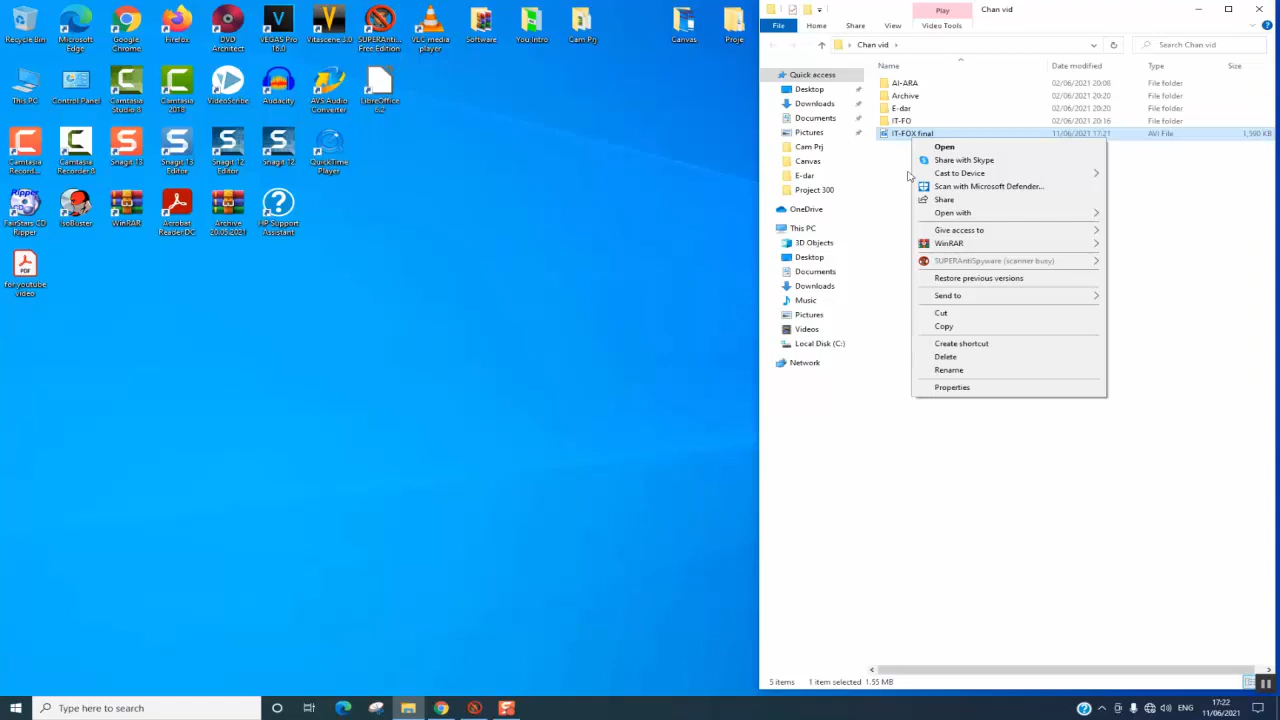 Recycle Bin
Microsoft Edge
Google Chrome
Firefox
DVD Architect
VEGAS Pro 16.0
Vitascene 3.0
SUPERAnti... Free Edition
VLC media player
Software
You Intro
Cam Prj
Canvas
Proje
This PC
Control Panel
Camtasia Studio 8
Camtasia 2018
VideoScribe
Audacity
AVS Audio Converter
LibreOffice 6.2
Camtasia Record...
Camtasia Recorder 8
Snagit 13
Snagit 13 Editor
Snagit 12 Editor
Snagit 12
QuickTime Player
FairStars CD Ripper
IsoBuster
WinRAR
Acrobat Reader DC
Archive 20.05.2021
HP Support Assistant
PDF
for youtube video
Play
Chan vid
File
Home
Share
View
Video Tools
Chan vid
Search Chan vid
Name
Date modified
Type
Size
Quick access
Desktop
Downloads
Documents
Pictures
Cam Prj
Canvas
E-dar
Project 300
OneDrive
This PC
3D Objects
Desktop
Documents
Downloads
Music
Pictures
Videos
Local Disk (C:)
Network
AI-ARA 02/06/2021 20:08 File folder
Archive 02/06/2021 20:20 File folder
E-dar 02/06/2021 20:20 File folder
IT-FO 02/06/2021 20:16 File folder
IT-FOX final 11/06/2021 17:21 AVI File 1,590 KB
Open
Share with Skype
Cast to Device
Scan with Microsoft Defender...
Share
Open with
Give access to
WinRAR
SUPERAntiSpyware (scanner busy)
Restore previous versions
Send to
Cut
Copy
Create shortcut
Delete
Rename
Properties
5 items 1 item selected 1.55 MB
Type here to search
ENG
17:22
11/06/2021